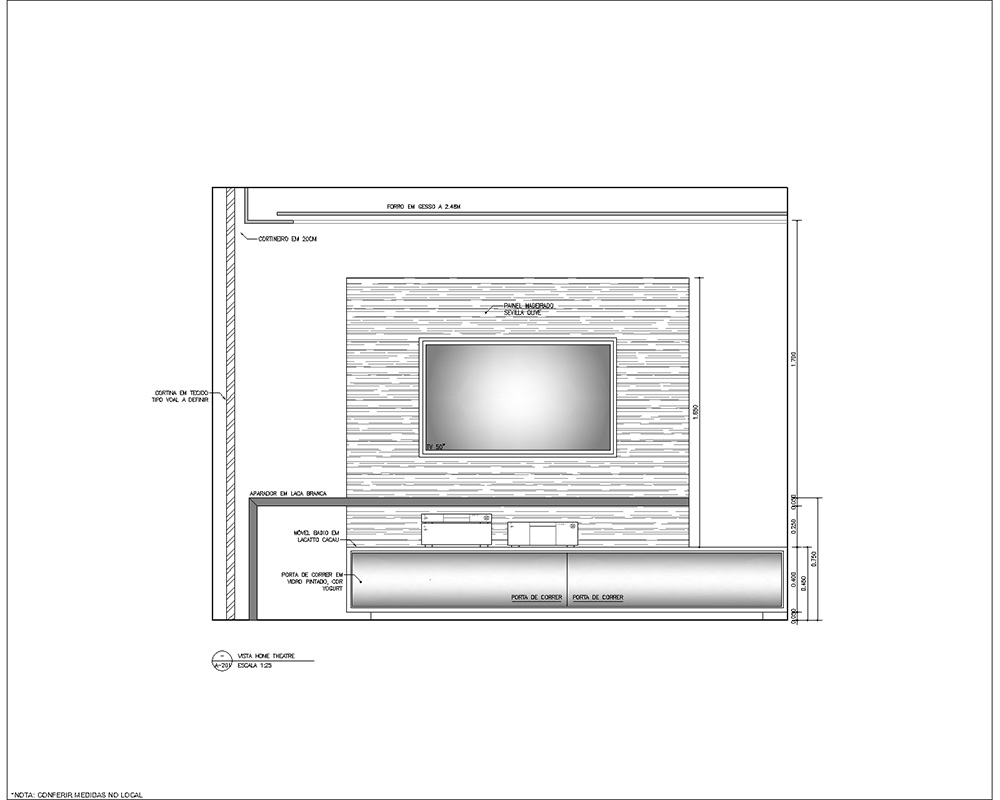 FORRO EM GESSO A 2.48M
CORTINEIRO EM 20CM
PAINEL MADEIRADO
SEVILLA OLIVE
1.700
CORTINA EM TECIDO
TIPO VOAL A DEFINIR
1.650
TV 50"
APARADOR EM LACA BRANCA
0.050
0.250
MÓVEL BAIXO EM
LACATTO CACAU
0.750
PORTA DE CORRER EM
VIDRO PINTADO, COR
YOGURT
0.400
0.450
PORTA DE CORRER
PORTA DE CORRER
0.050
VISTA HOME THEATRE
A-201
ESCALA 1:25
*NOTA: CONFERIR MEDIDAS NO LOCAL